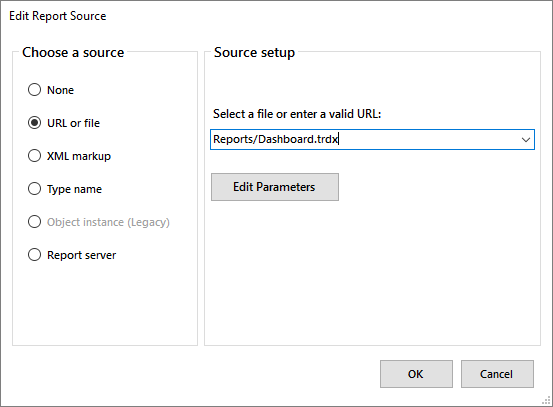 Edit Report Source
Choose a source
None
URL or file
XML markup
Type name
Object instance (Legacy)
Report server
Source setup
Select a file or enter a valid URL:
Reports/Dashboard.trdx
Edit Parameters
OK
Cancel